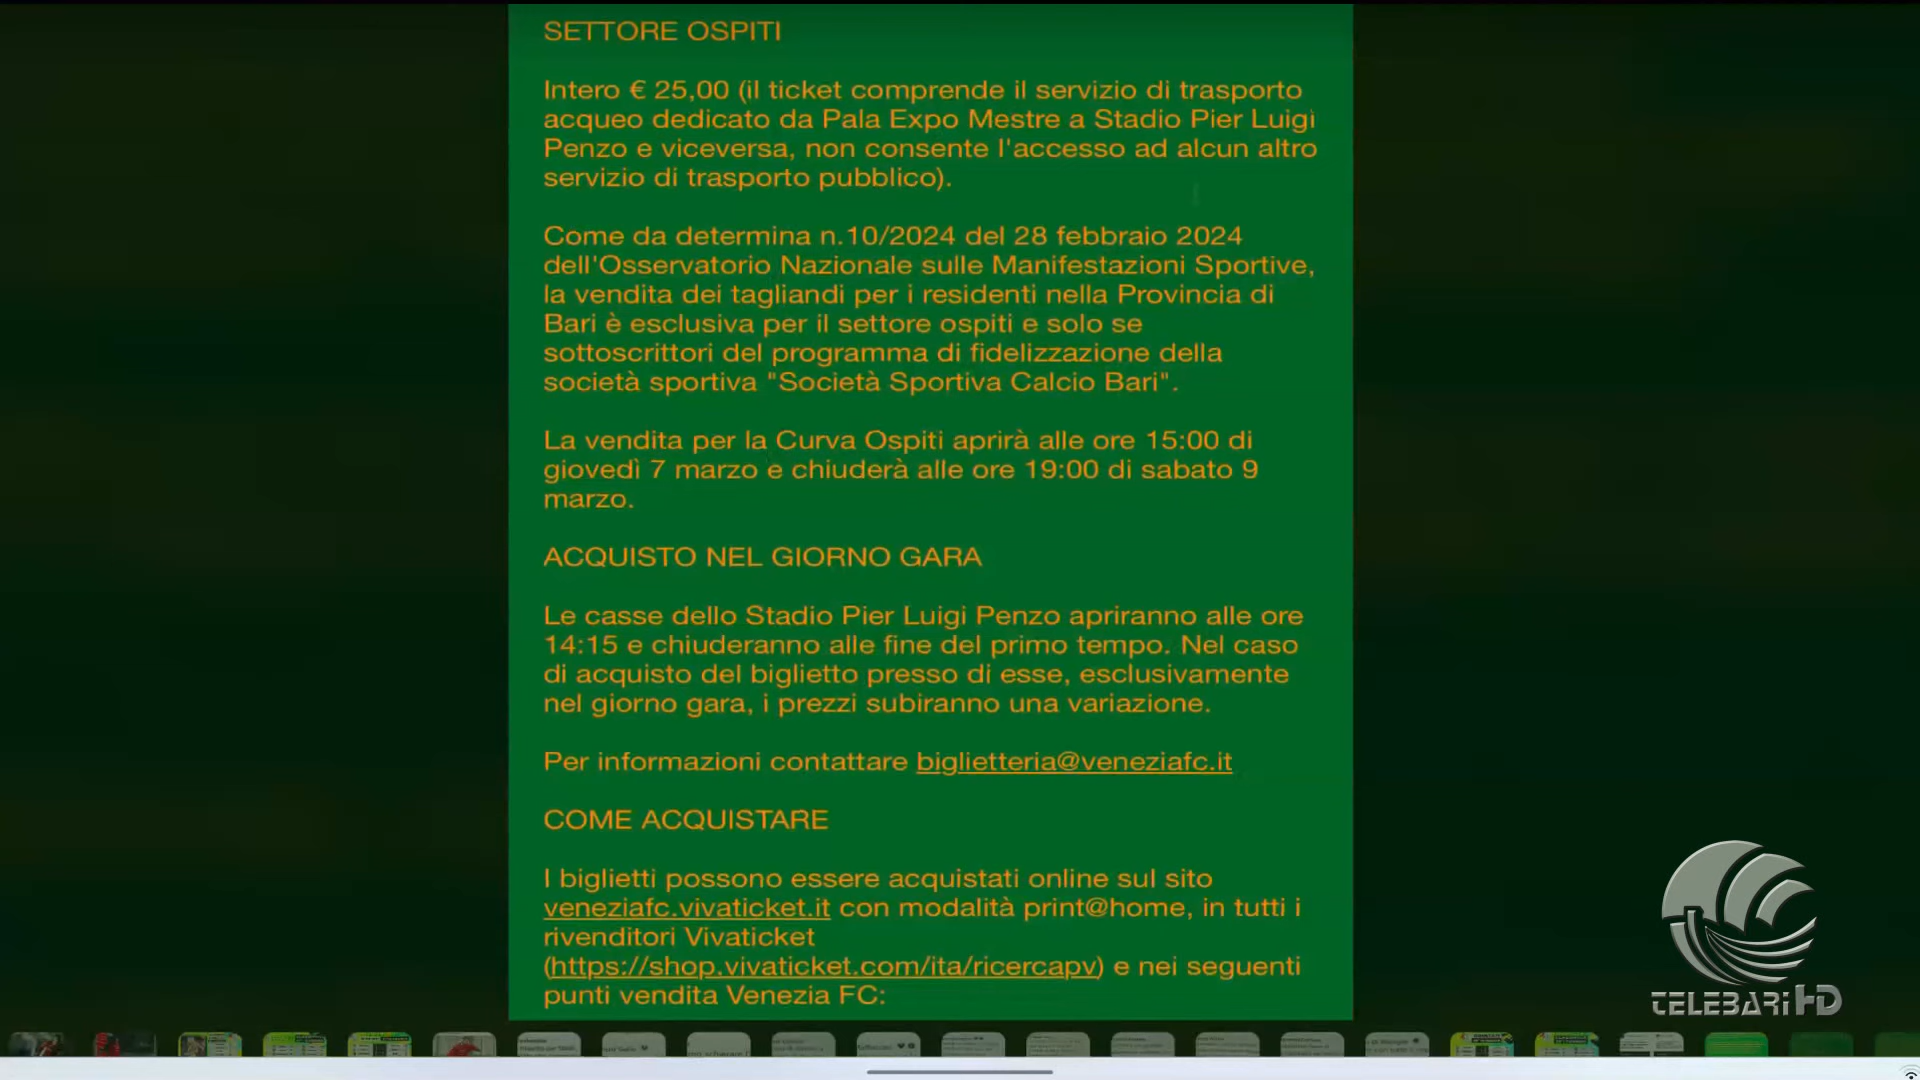 SETTORE OSPITI
Intero € 25,00 (il ticket comprende il servizio di trasporto
acqueo dedicato da Pala Expo Mestre a Stadio Pier Luigi
Penzo e viceversa, non consente l'accesso ad alcun altro
servizio di trasporto pubblico).
Come da determina n.10/2024 del 28 febbraio 2024
dell'Osservatorio Nazionale sulle Manifestazioni Sportive,
la vendita dei tagliandi per i residenti nella Provincia di
Bari è esclusiva per il settore ospiti e solo se
sottoscrittori del programma di fidelizzazione della
società sportiva "Società Sportiva Calcio Bari".
La vendita per la Curva Ospiti aprirà alle ore 15:00 di
giovedì 7 marzo e chiuderà alle ore 19:00 di sabato 9
marzo.
ACQUISTO NEL GIORNO GARA
Le casse dello Stadio Pier Luigi Penzo apriranno alle ore
14:15 e chiuderanno alle fine del primo tempo. Nel caso
di acquisto del biglietto presso di esse, esclusivamente
nel giorno gara, i prezzi subiranno una variazione.
Per informazioni contattare biglietteria@veneziafc.it
COME ACQUISTARE
I biglietti possono essere acquistati online sul sito
veneziafc.vivaticket.it con modalità print@home, in tutti i
rivenditori Vivaticket
(https://shop.vivaticket.com/ita/ricercapv) e nei seguenti
punti vendita Venezia FC:
TELEBARI HD